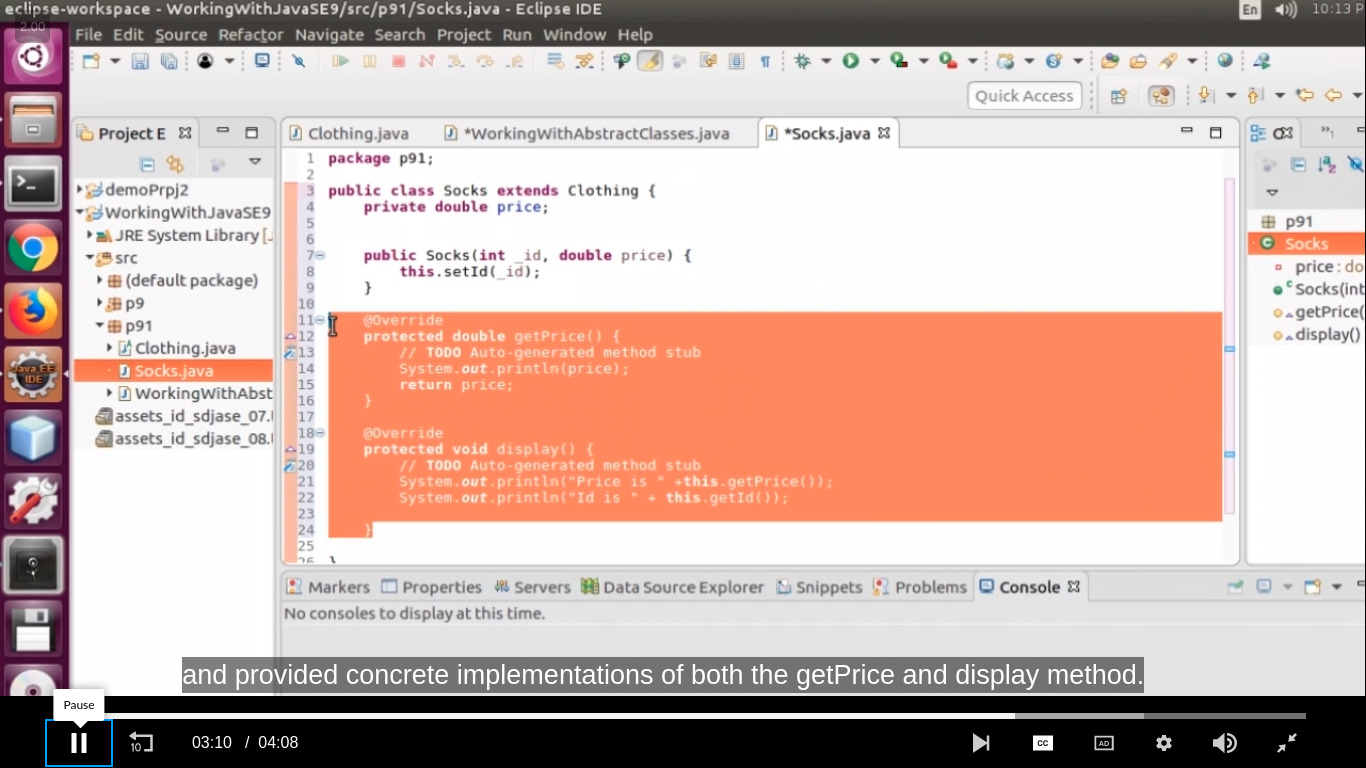 eclipse-workspace - WorkingWithJavaSE9/src/p91/Socks.java - Eclipse IDE
En
10:13 P
2.00
File Edit Source Refactor Navigate Search Project Run Window Help
Quick Access
Project E
Clothing.java
*WorkingWithAbstractClasses.java
*Socks.java
demoPrpj2
WorkingWithJavaSE9
JRE System Library [
src
(default package)
p9
p91
Clothing.java
Socks.java
WorkingWithAbst
assets_id_sdjase_07.
assets_id_sdjase_08.
1 package p91;
2
3 public class Socks extends Clothing {
4 private double price;
5
6
7 public Socks(int _id, double price) {
8 this.setId(_id);
9 }
10
11 @Override
12 protected double getPrice() {
13 // TODO Auto-generated method stub
14 System.out.println(price);
15 return price;
16 }
17
18 @Override
19 protected void display() {
20 // TODO Auto-generated method stub
21 System.out.println("Price is " +this.getPrice());
22 System.out.println("Id is " + this.getId());
23
24 }
25
26 }
p91
Socks
price : do
Socks(int
getPrice(
display()
Markers Properties Servers Data Source Explorer Snippets Problems Console
No consoles to display at this time.
and provided concrete implementations of both the getPrice and display method.
Pause
10
03:10 / 04:08
CC
AD
Java EE
IDE